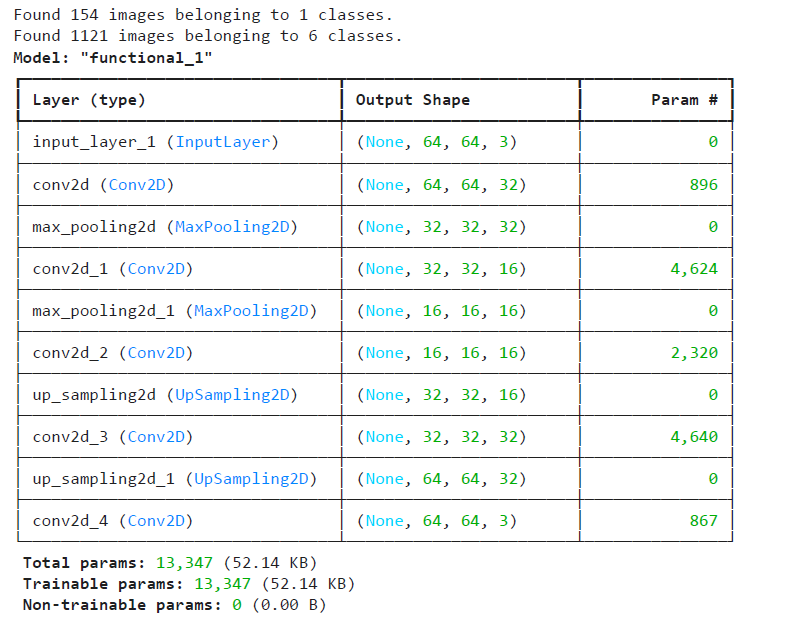 Found 154 images belonging to 1 classes.
Found 1121 images belonging to 6 classes.
Model: "functional_1"
Layer (type) Output Shape Param #
input_layer_1 (InputLayer) (None, 64, 64, 3) 0
conv2d (Conv2D) (None, 64, 64, 32) 896
max_pooling2d (MaxPooling2D) (None, 32, 32, 32) 0
conv2d_1 (Conv2D) (None, 32, 32, 16) 4,624
max_pooling2d_1 (MaxPooling2D) (None, 16, 16, 16) 0
conv2d_2 (Conv2D) (None, 16, 16, 16) 2,320
up_sampling2d (UpSampling2D) (None, 32, 32, 16) 0
conv2d_3 (Conv2D) (None, 32, 32, 32) 4,640
up_sampling2d_1 (UpSampling2D) (None, 64, 64, 32) 0
conv2d_4 (Conv2D) (None, 64, 64, 3) 867
Total params: 13,347 (52.14 KB)
Trainable params: 13,347 (52.14 KB)
Non-trainable params: 0 (0.00 B)